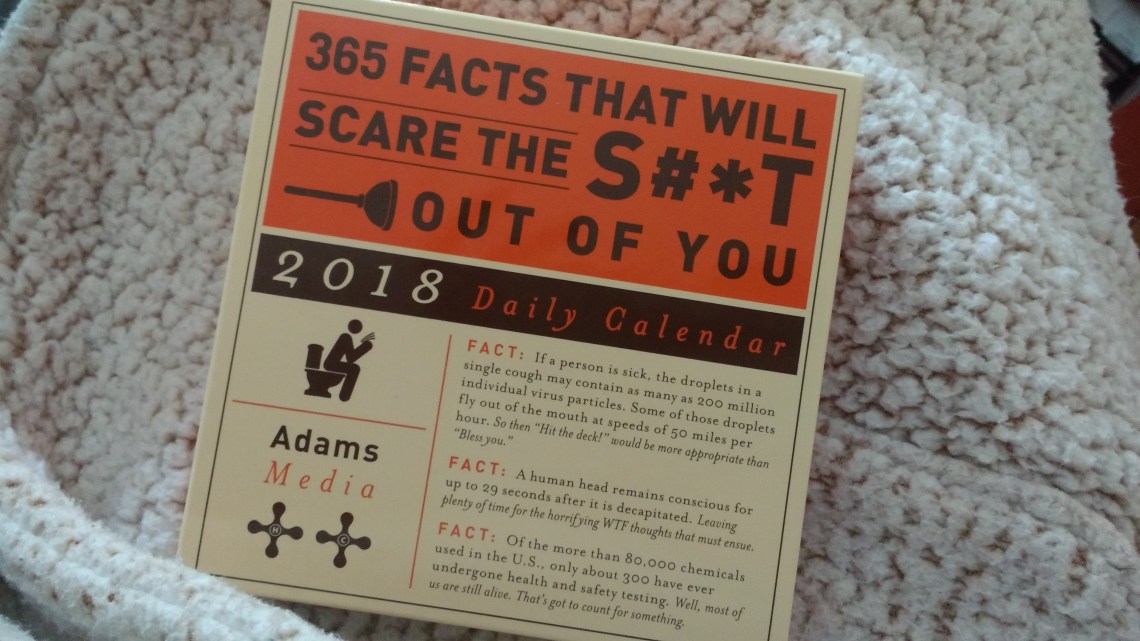 365 FACTS THAT WILL
SCARE THE S#*T
OUT OF YOU
2018 Daily Calendar
Adams
Media
H C
FACT: If a person is sick, the droplets in a
single cough may contain as many as 200 million
individual virus particles. Some of those droplets
fly out of the mouth at speeds of 50 miles per
hour. So then "Hit the deck!" would be more appropriate than
"Bless you."
FACT: A human head remains conscious for
up to 29 seconds after it is decapitated. Leaving
plenty of time for the horrifying WTF thoughts that must ensue.
FACT: Of the more than 80,000 chemicals
used in the U.S., only about 300 have ever
undergone health and safety testing. Well, most of
us are still alive. That's got to count for something.